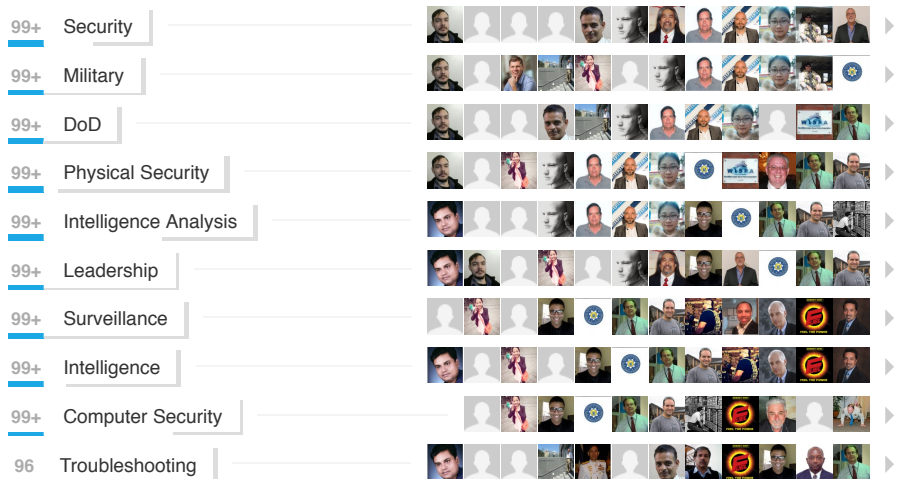 99+ Security
99+ Military
99+ DoD
99+ Physical Security
99+ Intelligence Analysis
99+ Leadership
99+ Surveillance
99+ Intelligence
99+ Computer Security
96 Troubleshooting